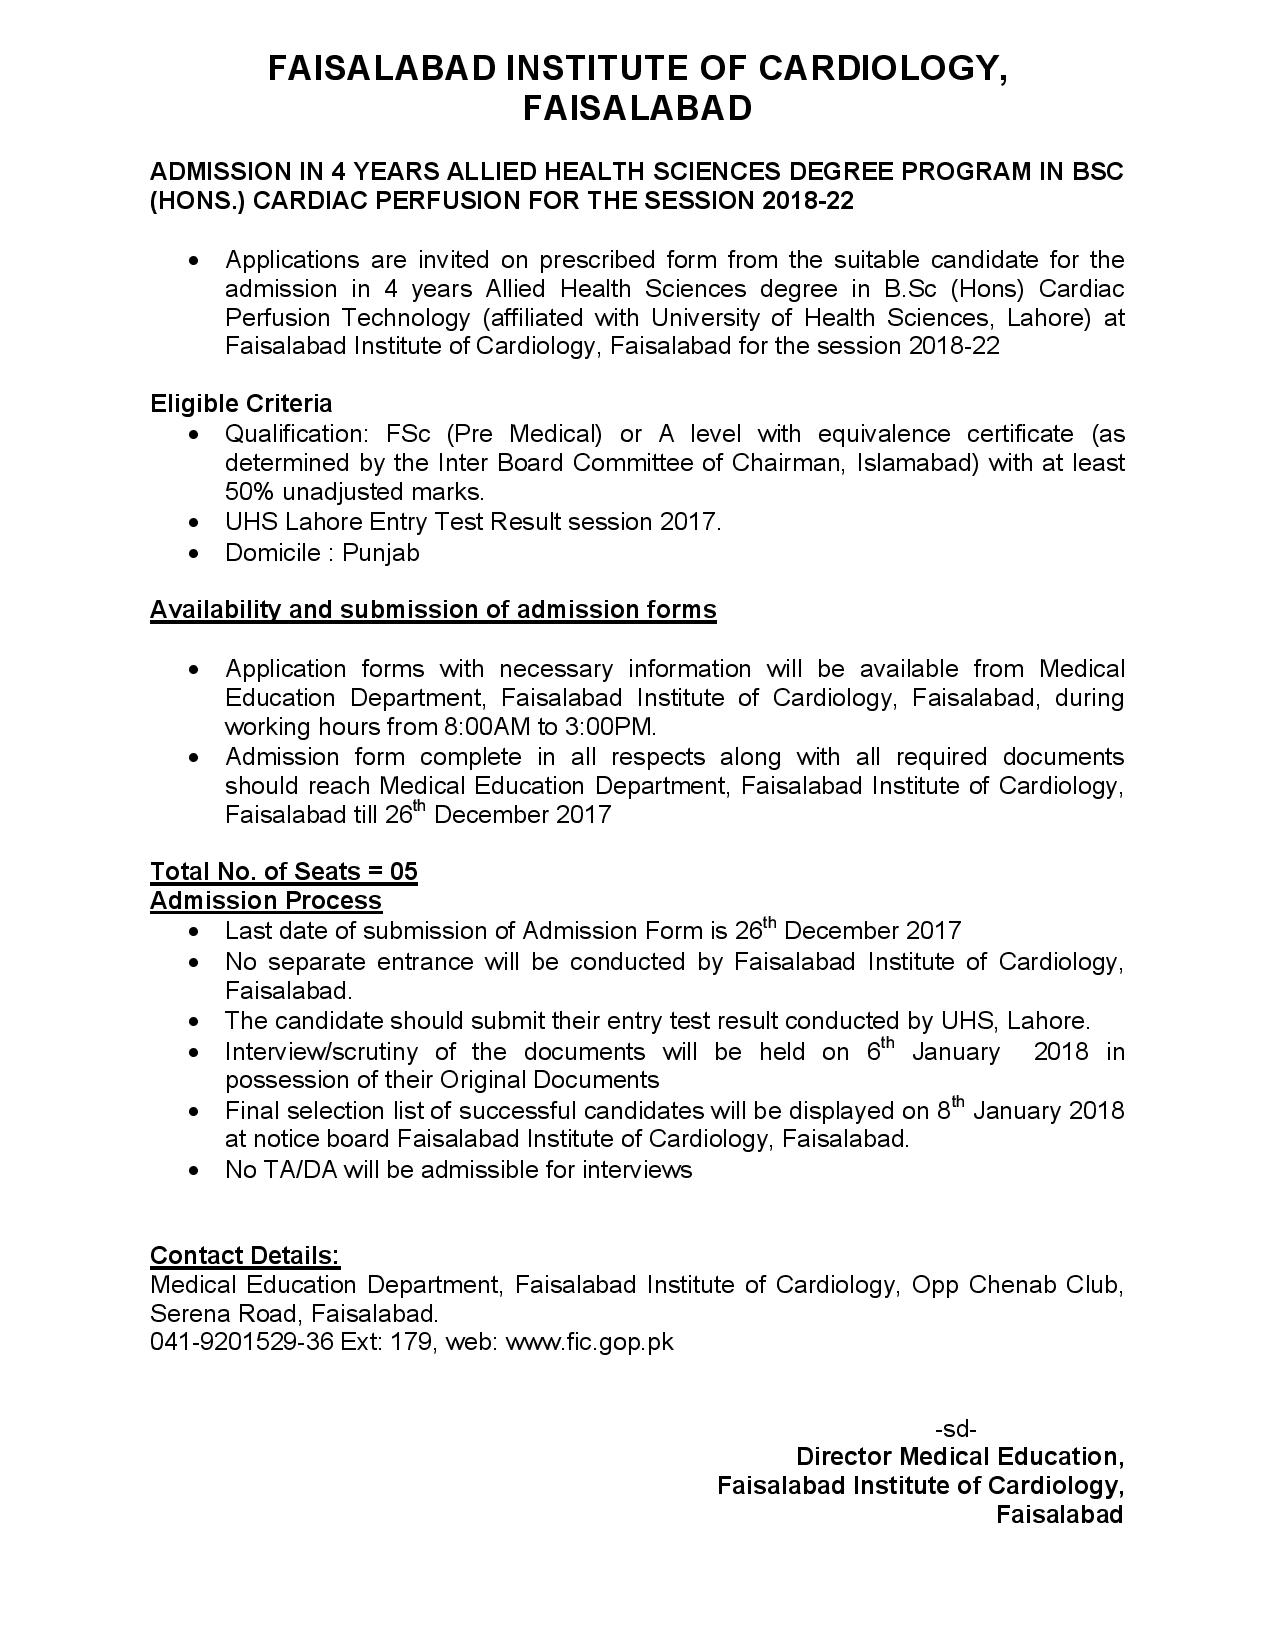 FAISALABAD INSTITUTE OF CARDIOLOGY,
FAISALABAD
ADMISSION IN 4 YEARS ALLIED HEALTH SCIENCES DEGREE PROGRAM IN BSC
(HONS.) CARDIAC PERFUSION FOR THE SESSION 2018-22
• Applications are invited on prescribed form from the suitable candidate for the
admission in 4 years Allied Health Sciences degree in B.Sc (Hons) Cardiac
Perfusion Technology (affiliated with University of Health Sciences, Lahore) at
Faisalabad Institute of Cardiology, Faisalabad for the session 2018-22
Eligible Criteria
• Qualification: FSc (Pre Medical) or A level with equivalence certificate (as
determined by the Inter Board Committee of Chairman, Islamabad) with at least
50% unadjusted marks.
• UHS Lahore Entry Test Result session 2017.
• Domicile : Punjab
Availability and submission of admission forms
• Application forms with necessary information will be available from Medical
Education Department, Faisalabad Institute of Cardiology, Faisalabad, during
working hours from 8:00AM to 3:00PM.
• Admission form complete in all respects along with all required documents
should reach Medical Education Department, Faisalabad Institute of Cardiology,
Faisalabad till 26th December 2017
Total No. of Seats = 05
Admission Process
• Last date of submission of Admission Form is 26th December 2017
• No separate entrance will be conducted by Faisalabad Institute of Cardiology,
Faisalabad.
• The candidate should submit their entry test result conducted by UHS, Lahore.
• Interview/scrutiny of the documents will be held on 6th January 2018 in
possession of their Original Documents
• Final selection list of successful candidates will be displayed on 8th January 2018
at notice board Faisalabad Institute of Cardiology, Faisalabad.
• No TA/DA will be admissible for interviews
Contact Details:
Medical Education Department, Faisalabad Institute of Cardiology, Opp Chenab Club,
Serena Road, Faisalabad.
041-9201529-36 Ext: 179, web: www.fic.gop.pk
-sd-
Director Medical Education,
Faisalabad Institute of Cardiology,
Faisalabad